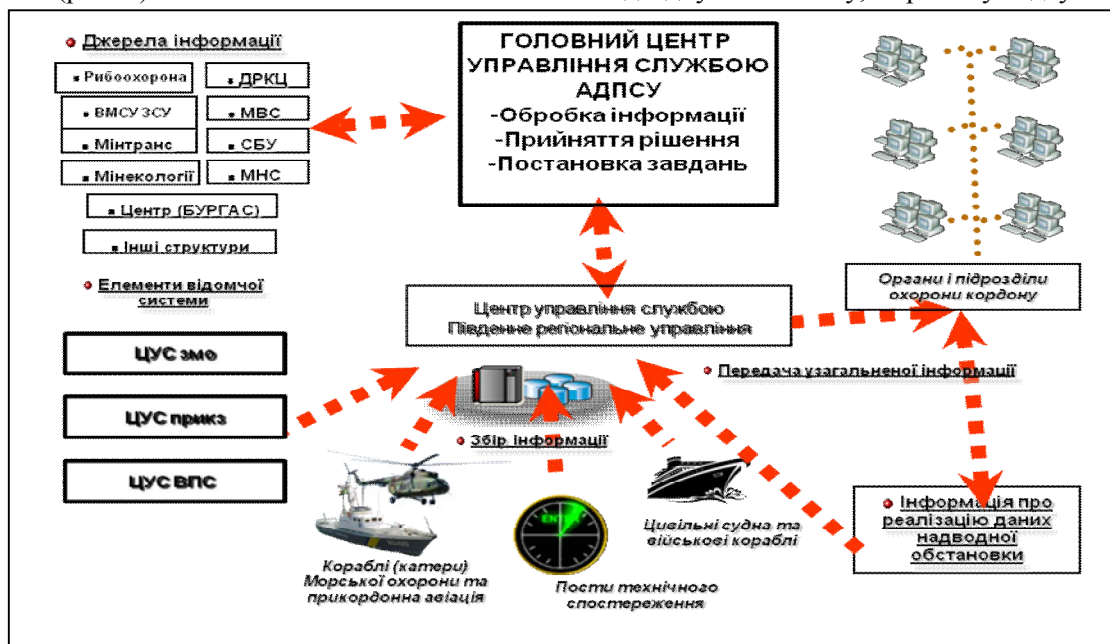 Джерела інформації
Рибоохорона
ДРКЦ
ВМСУ ЗСУ
МВС
Мінтранс
СБУ
Мінекології
МНС
Центр (БУРГАС)
Інші структури
Елементи відомчої
системи
ЦУС змо
ЦУС прикз
ЦУС ВПС
ГОЛОВНИЙ ЦЕНТР
УПРАВЛІННЯ СЛУЖБОЮ
АДПСУ
-Обробка інформації
-Прийняття рішення
-Постановка завдань
Центр управління службою
Південне регіональне управління
Органи і підрозділи
охорони кордону
Передача узагальненої інформації
Збір інформації
Кораблі (катери)
Морської охорони та
прикордонна авіація
Пости технічного
спостереження
Цивільні судна та
військові кораблі
Інформація про
реалізацію даних
надводної
обстановки